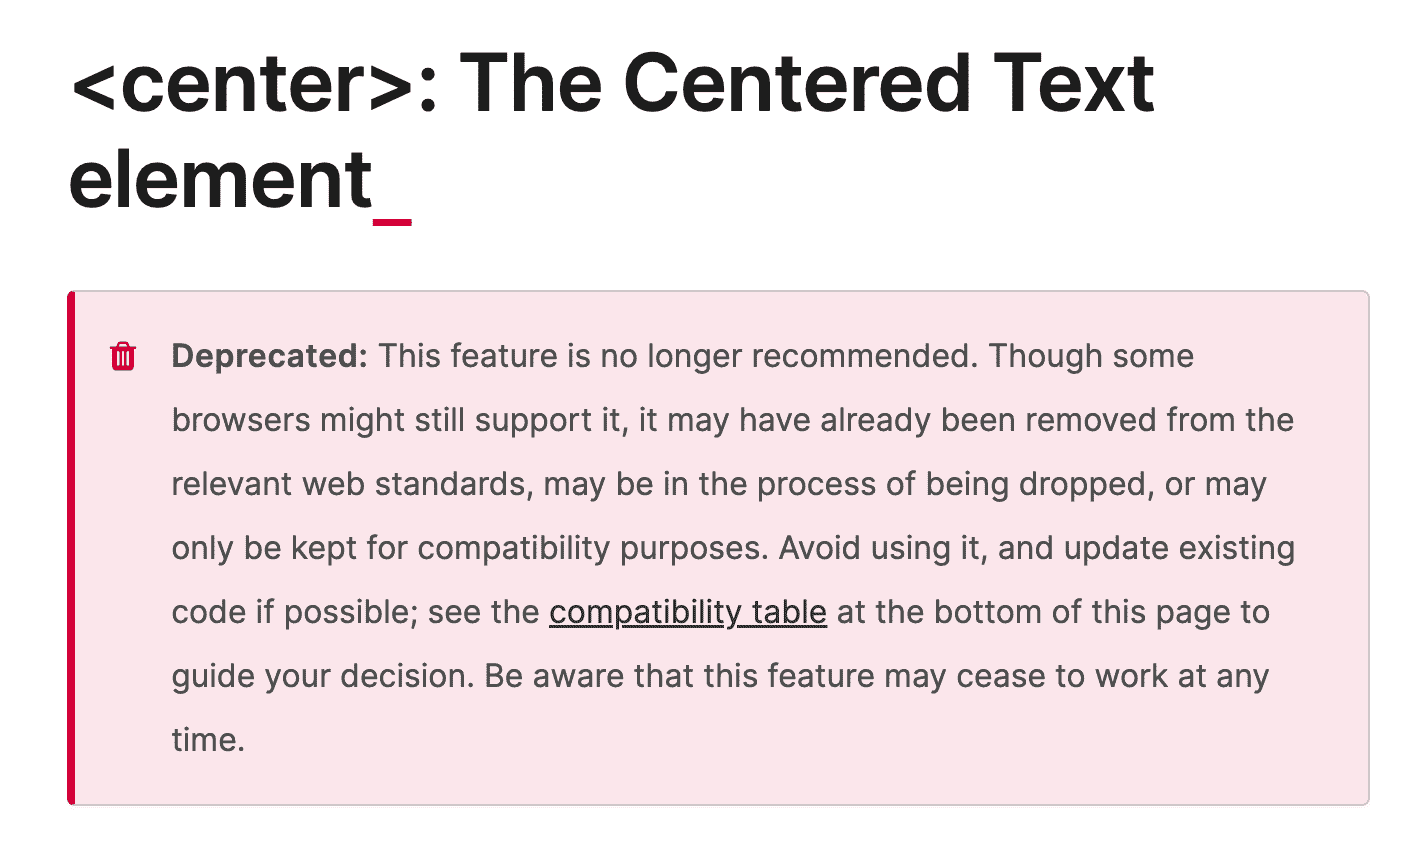 <center>: The Centered Text
element_
Deprecated: This feature is no longer recommended. Though some
browsers might still support it, it may have already been removed from the
relevant web standards, may be in the process of being dropped, or may
only be kept for compatibility purposes. Avoid using it, and update existing
code if possible; see the compatibility table at the bottom of this page to
guide your decision. Be aware that this feature may cease to work at any
time.